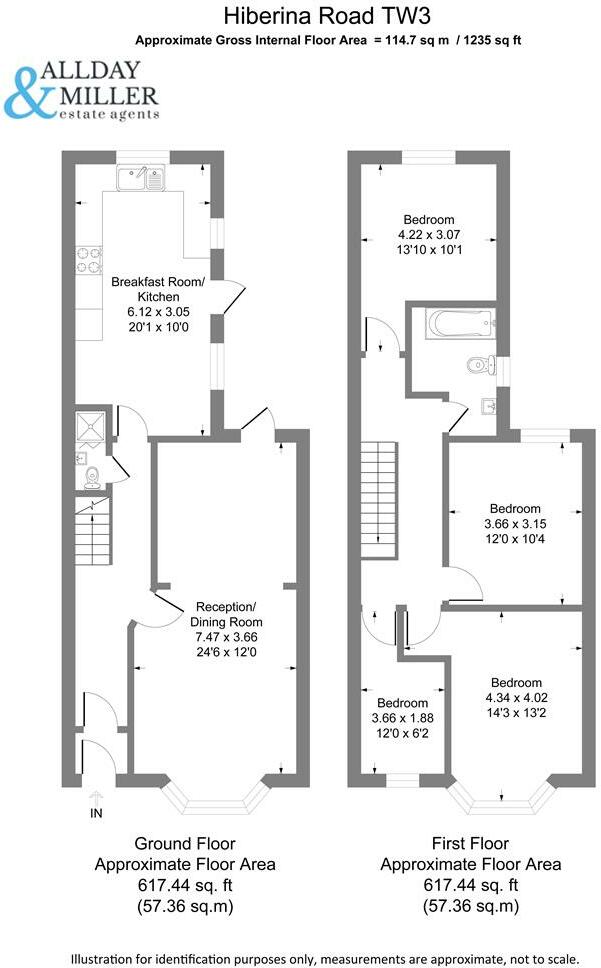 Hiberina Road TW3
Approximate Gross Internal Floor Area = 114.7 sq m / 1235 sq ft
ALLDAY
& MILLER
estate agents
Breakfast Room/
Kitchen
6.12 x 3.05
20'1 x 10'0
Reception/
Dining Room
7.47 x 3.66
24'6 x 12'0
IN
Bedroom
4.22 x 3.07
13'10 x 10'1
Bedroom
3.66 x 3.15
12'0 x 10'4
Bedroom
4.34 x 4.02
14'3 x 13'2
Bedroom
3.66 x 1.88
12'0 x 6'2
Ground Floor
Approximate Floor Area
617.44 sq. ft
(57.36 sq.m)
First Floor
Approximate Floor Area
617.44 sq. ft
(57.36 sq.m)
Illustration for identification purposes only, measurements are approximate, not to scale.